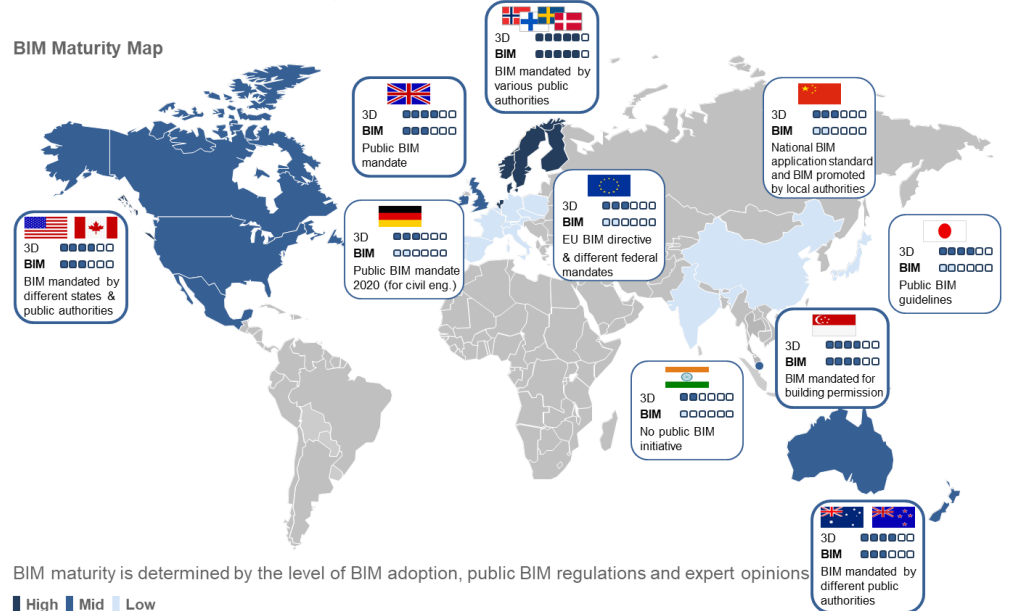 BIM Maturity Map
3D
BIM
BIM mandated by
various public
authorities
3D
BIM
Public BIM
mandate
3D
BIM
National BIM
application standard
and BIM promoted
by local authorities
3D
BIM
EU BIM directive
& different federal
mandates
3D
BIM
Public BIM mandate
2020 (for civil eng.)
3D
BIM
BIM mandated by
different states &
public authorities
3D
BIM
Public BIM
guidelines
3D
BIM
BIM mandated for
building permission
3D
BIM
No public BIM
initiative
3D
BIM
BIM mandated by
different public
authorities
BIM maturity is determined by the level of BIM adoption, public BIM regulations and expert opinions
High Mid Low